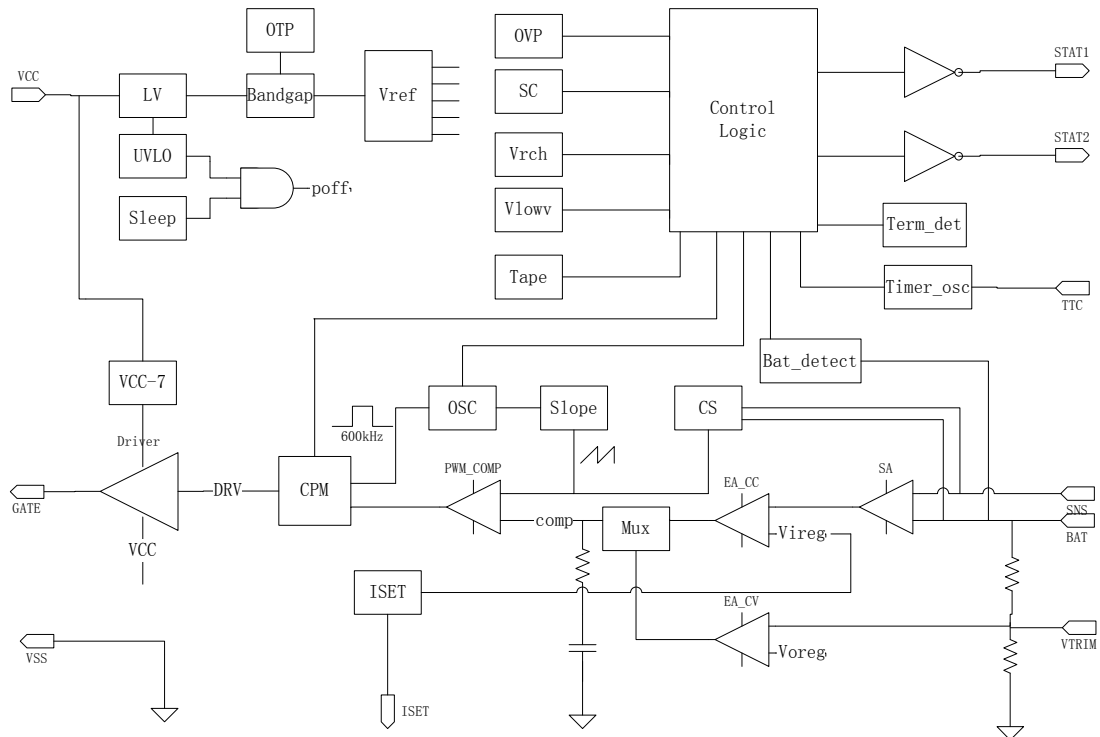 OTP
OVP
STAT1
VCC
LV
Bandgap
Vref
SC
Control
Logic
UVLO
Vrch
STAT2
poff
Sleep
Vlowv
Term_det
Tape
Timer_osc
TTC
VCC-7
Bat_detect
OSC
Slope
CS
600kHz
Driver
PWM_COMP
EA_CC
SA
GATE
DRV
CPM
SNS
comp
Mux
Vireg
BAT
VCC
ISET
EA_CV
VTRIM
VSS
Voreg
ISET